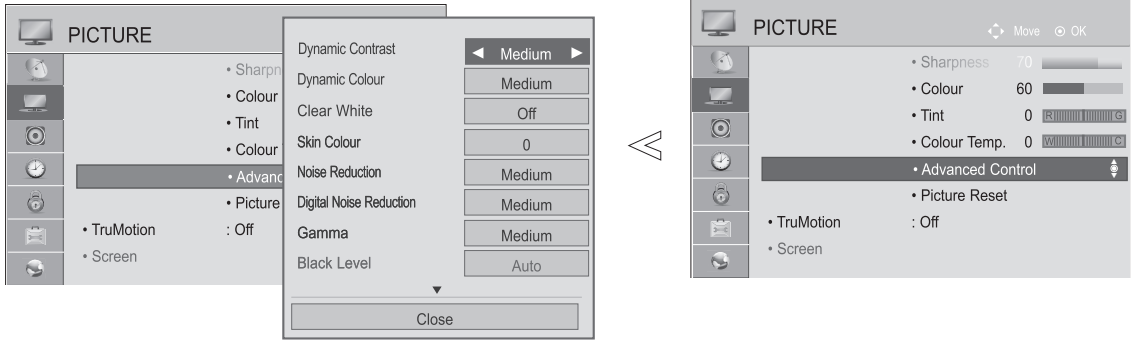 PICTURE
• Sharpn
• Colour
• Tint
• Colour
• Advanc
• Picture
• TruMotion : Off
• Screen
Dynamic Contrast ◄ Medium ►
Dynamic Colour Medium
Clear White Off
Skin Colour 0
Noise Reduction Medium
Digital Noise Reduction Medium
Gamma Medium
Black Level Auto
▼
Close
PICTURE Move OK
• Sharpness 70
• Colour 60
• Tint 0 R G
• Colour Temp. 0 W C
• Advanced Control
• Picture Reset
• TruMotion : Off
• Screen